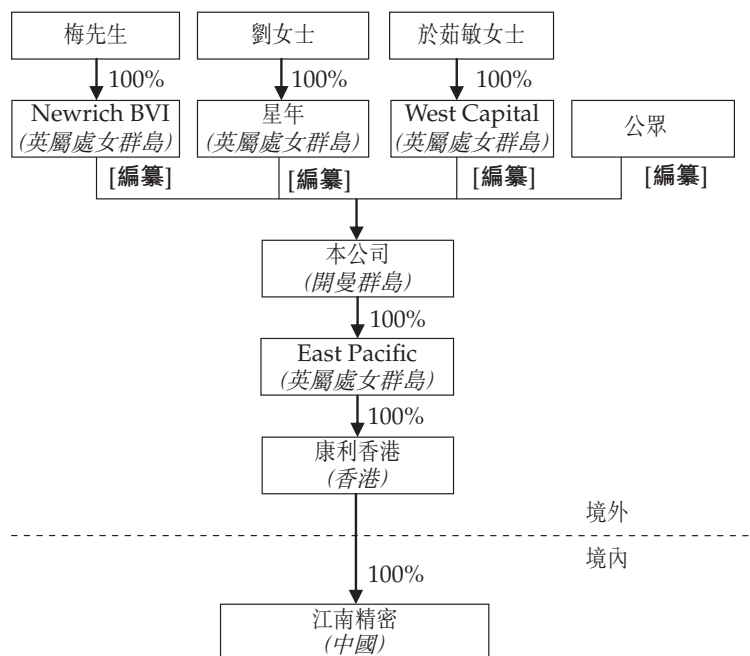 梅先生
劉女士
於茹敏女士
100%
100%
100%
Newrich BVI
(英屬處女群島)
星年
(英屬處女群島)
West Capital
(英屬處女群島)
公眾
[編纂]
[編纂]
[編纂]
[編纂]
本公司
(開曼群島)
100%
East Pacific
(英屬處女群島)
100%
康利香港
(香港)
境外
境內
100%
江南精密
(中國)